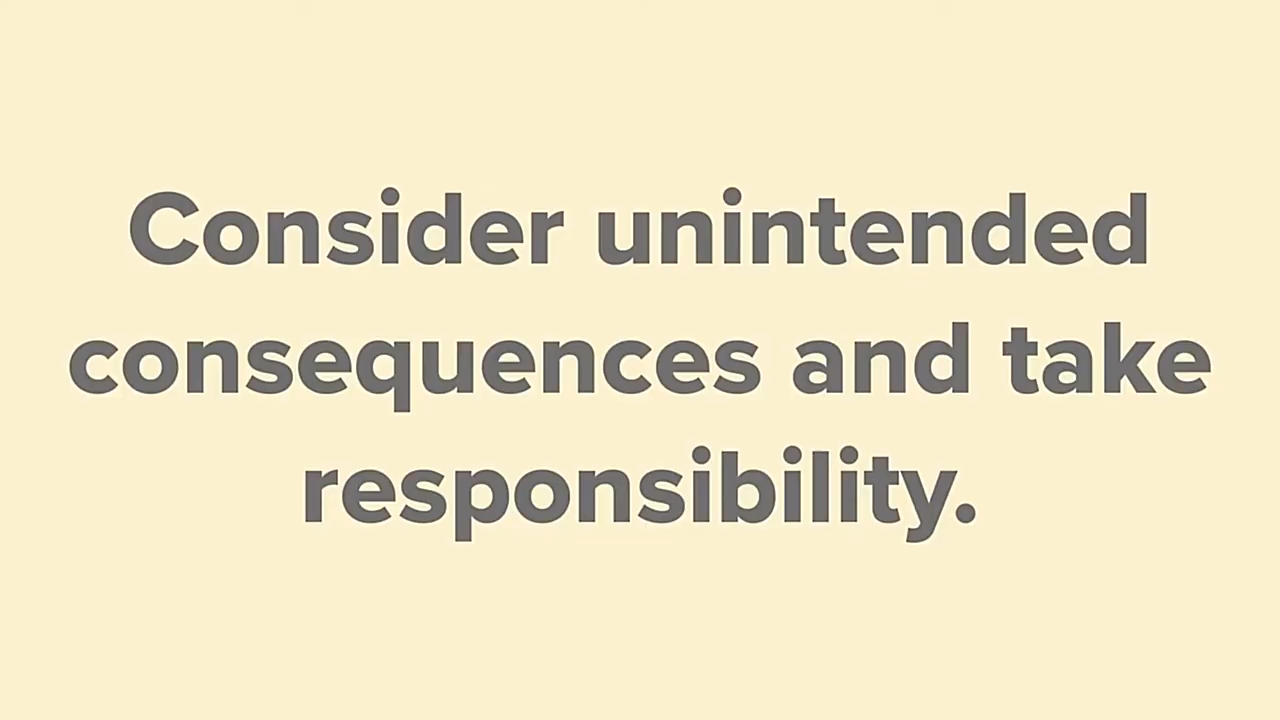 Consider unintended
consequences and take
responsibility.